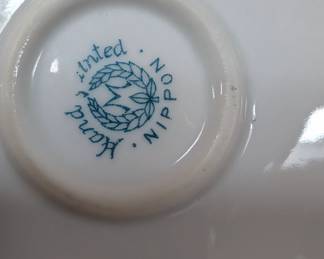 Hand
inted
M
· NIPPON ·